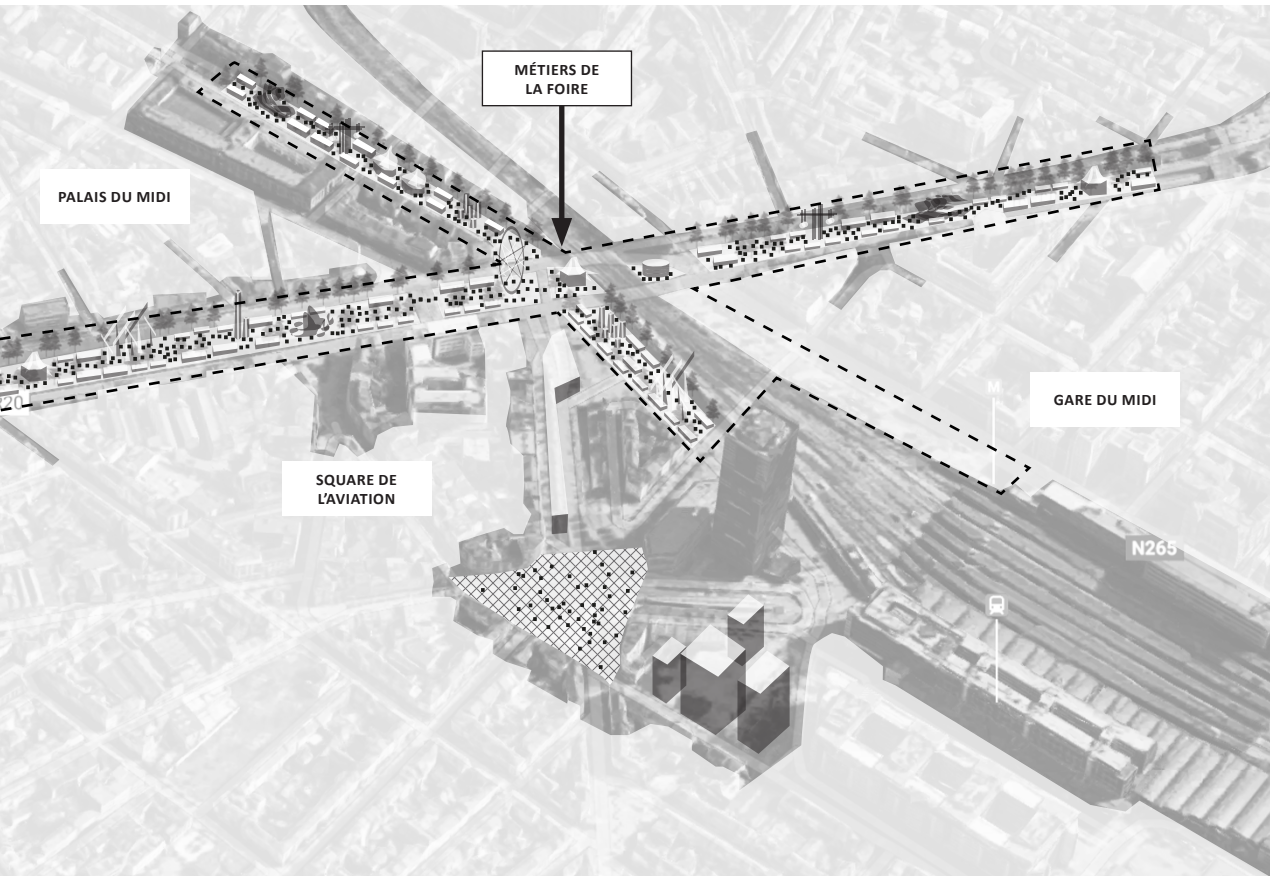 MÉTIERS DE
LA FOIRE
PALAIS DU MIDI
GARE DU MIDI
M
SQUARE DE
L'AVIATION
N265